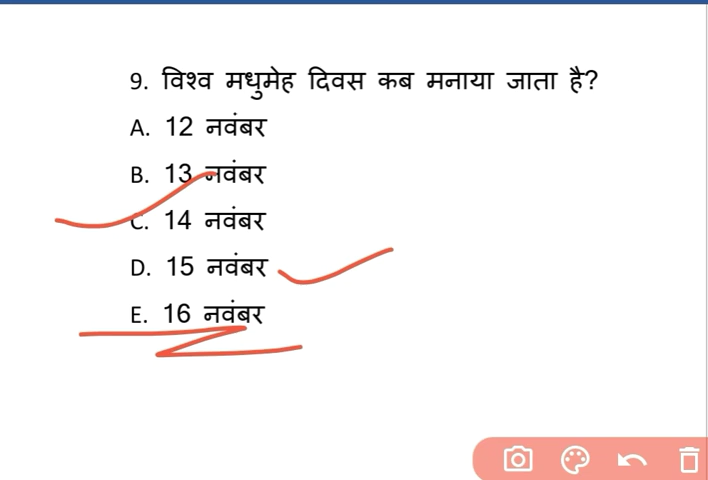 9. विश्व मधुमेह दिवस कब मनाया जाता है?
A. 12 नवंबर
B. 13 नवंबर
C. 14 नवंबर
D. 15 नवंबर
E. 16 नवंबर